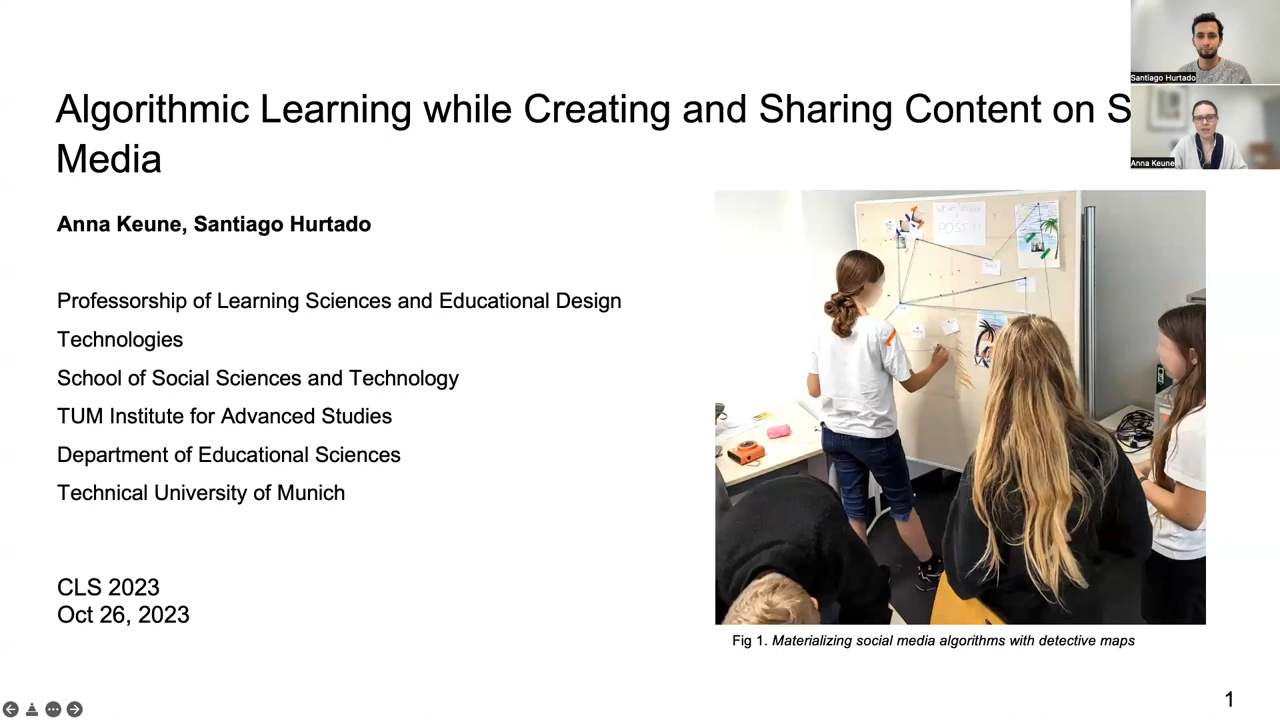 Santiago Hurtado
Anna Keune
Algorithmic Learning while Creating and Sharing Content on S
Media
Anna Keune, Santiago Hurtado
Professorship of Learning Sciences and Educational Design
Technologies
School of Social Sciences and Technology
TUM Institute for Advanced Studies
Department of Educational Sciences
Technical University of Munich
CLS 2023
Oct 26, 2023
Fig 1. Materializing social media algorithms with detective maps
1